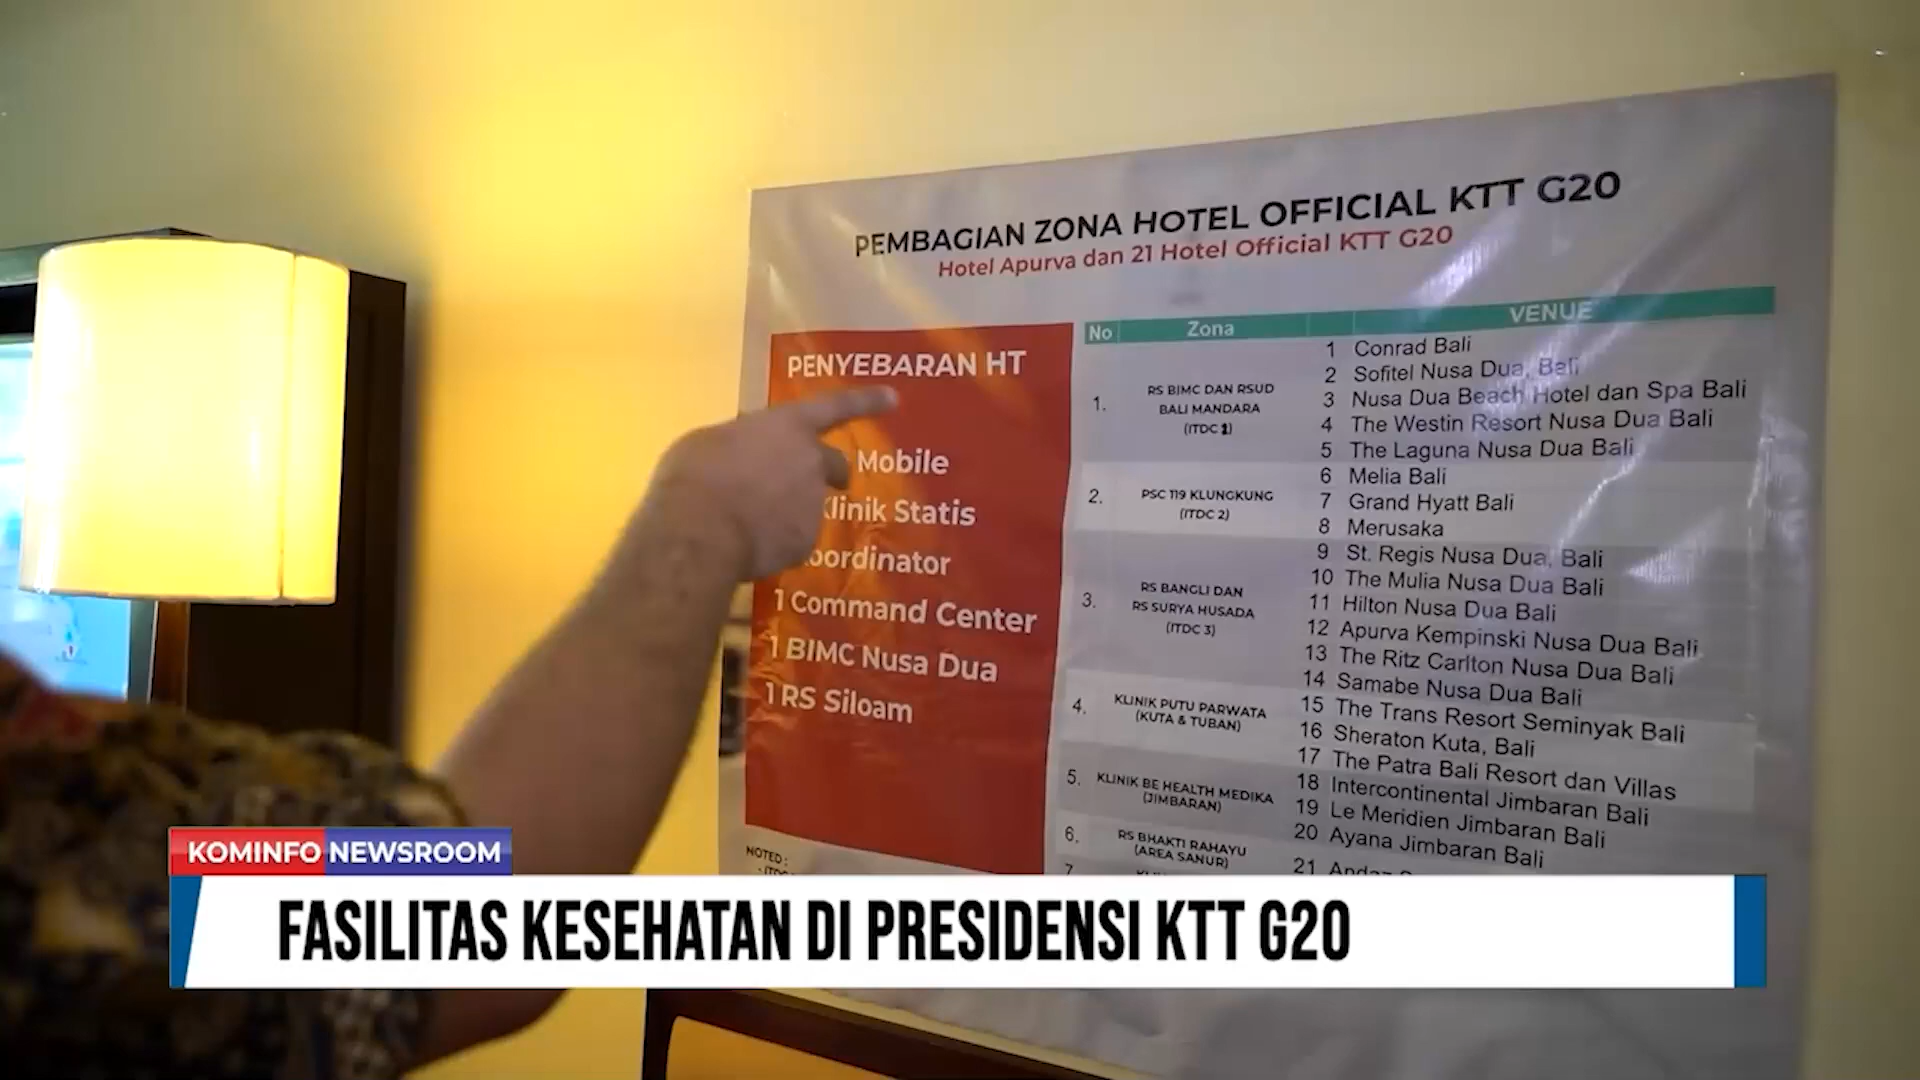 PEMBAGIAN ZONA HOTEL OFFICIAL KTT G20
Hotel Apurva dan 21 Hotel Official KTT G20
PENYEBARAN HT
Mobile
Klinik Statis
oordinator
1 Command Center
1 BIMC Nusa Dua
1 RS Siloam
NOTED :
No Zona VENUE
1.
RS BIMC DAN RSUD
BALI MANDARA
(ITDC 1)
1 Conrad Bali
2 Sofitel Nusa Dua, Bali
3 Nusa Dua Beach Hotel dan Spa Bali
4 The Westin Resort Nusa Dua Bali
5 The Laguna Nusa Dua Bali
2.
PSC 119 KLUNGKUNG
(ITDC 2)
6 Melia Bali
7 Grand Hyatt Bali
8 Merusaka
3.
RS BANGLI DAN
RS SURYA HUSADA
(ITDC 3)
9 St. Regis Nusa Dua, Bali
10 The Mulia Nusa Dua Bali
11 Hilton Nusa Dua Bali
12 Apurva Kempinski Nusa Dua Bali
13 The Ritz Carlton Nusa Dua Bali
14 Samabe Nusa Dua Bali
4.
KLINIK PUTU PARWATA
(KUTA & TUBAN)
15 The Trans Resort Seminyak Bali
16 Sheraton Kuta, Bali
17 The Patra Bali Resort dan Villas
5.
KLINIK BE HEALTH MEDIKA
(JIMBARAN)
18 Intercontinental Jimbaran Bali
19 Le Meridien Jimbaran Bali
20 Ayana Jimbaran Bali
6.
RS BHAKTI RAHAYU
(AREA SANUR)
21
7
KOMINFO NEWSROOM
FASILITAS KESEHATAN DI PRESIDENSI KTT G20